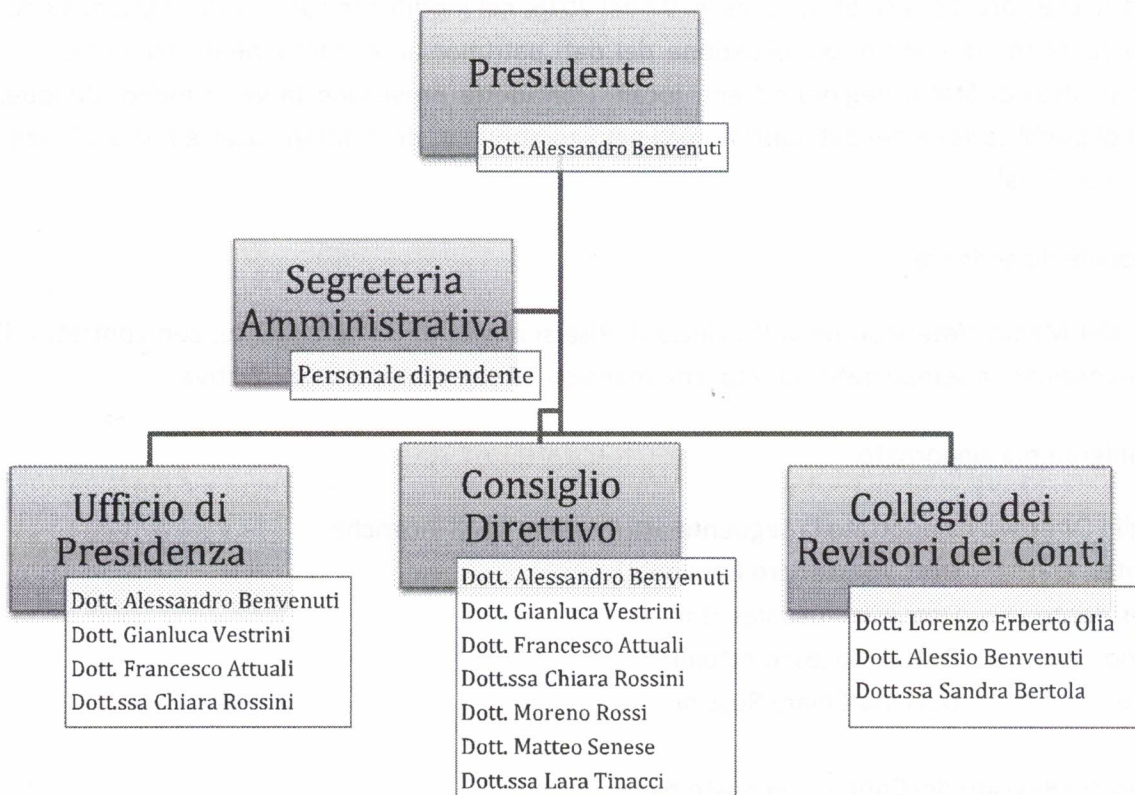 Presidente
Dott. Alessandro Benvenuti
Segreteria
Amministrativa
Personale dipendente
Ufficio di
Presidenza
Dott. Alessandro Benvenuti
Dott. Gianluca Vestrini
Dott. Francesco Attuali
Dott.ssa Chiara Rossini
Consiglio
Direttivo
Dott. Alessandro Benvenuti
Dott. Gianluca Vestrini
Dott. Francesco Attuali
Dott.ssa Chiara Rossini
Dott. Moreno Rossi
Dott. Matteo Senese
Dott.ssa Lara Tinacci
Collegio dei
Revisori dei Conti
Dott. Lorenzo Erberto Olia
Dott. Alessio Benvenuti
Dott.ssa Sandra Bertola